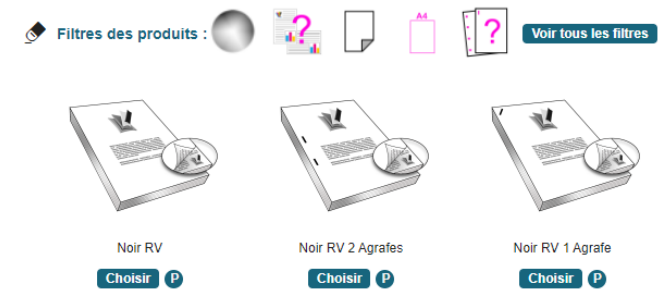 Filtres des produits :
?
A4
?
Voir tous les filtres
Noir RV
Noir RV 2 Agrafes
Noir RV 1 Agrafe
Choisir P
Choisir P
Choisir P